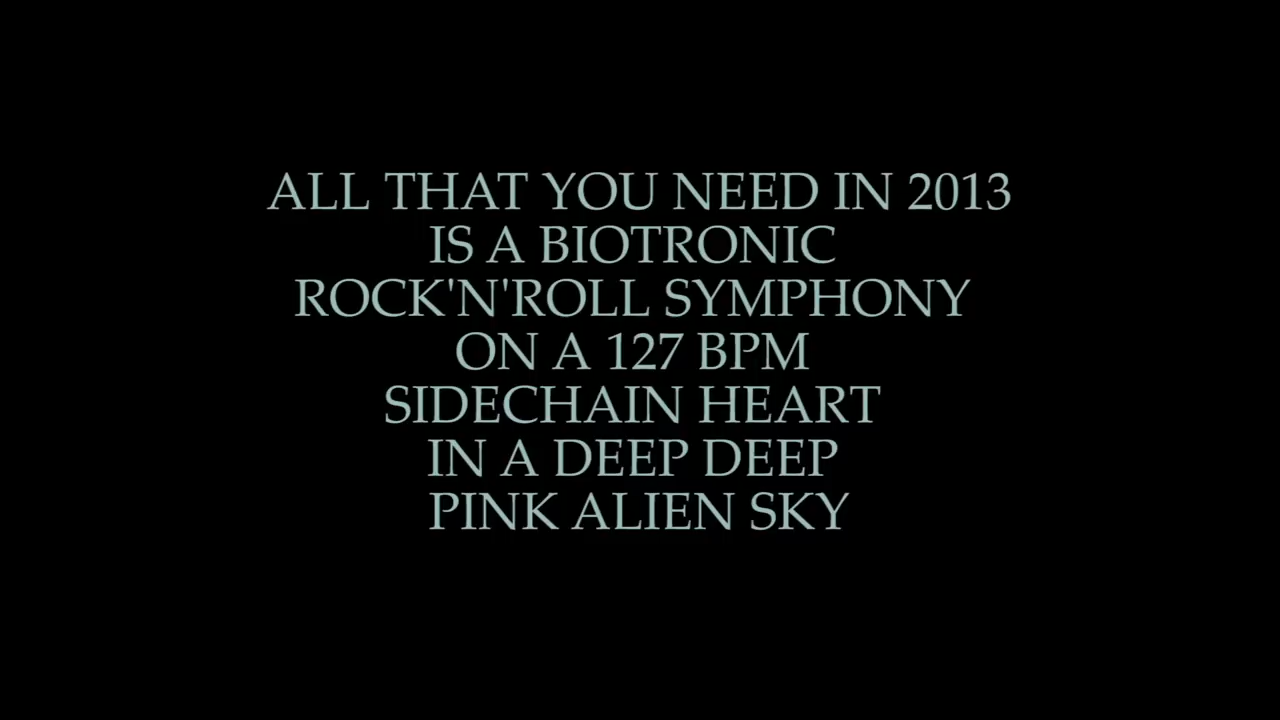 ALL THAT YOU NEED IN 2013
IS A BIOTRONIC
ROCK'N'ROLL SYMPHONY
ON A 127 BPM
SIDECHAIN HEART
IN A DEEP DEEP
PINK ALIEN SKY